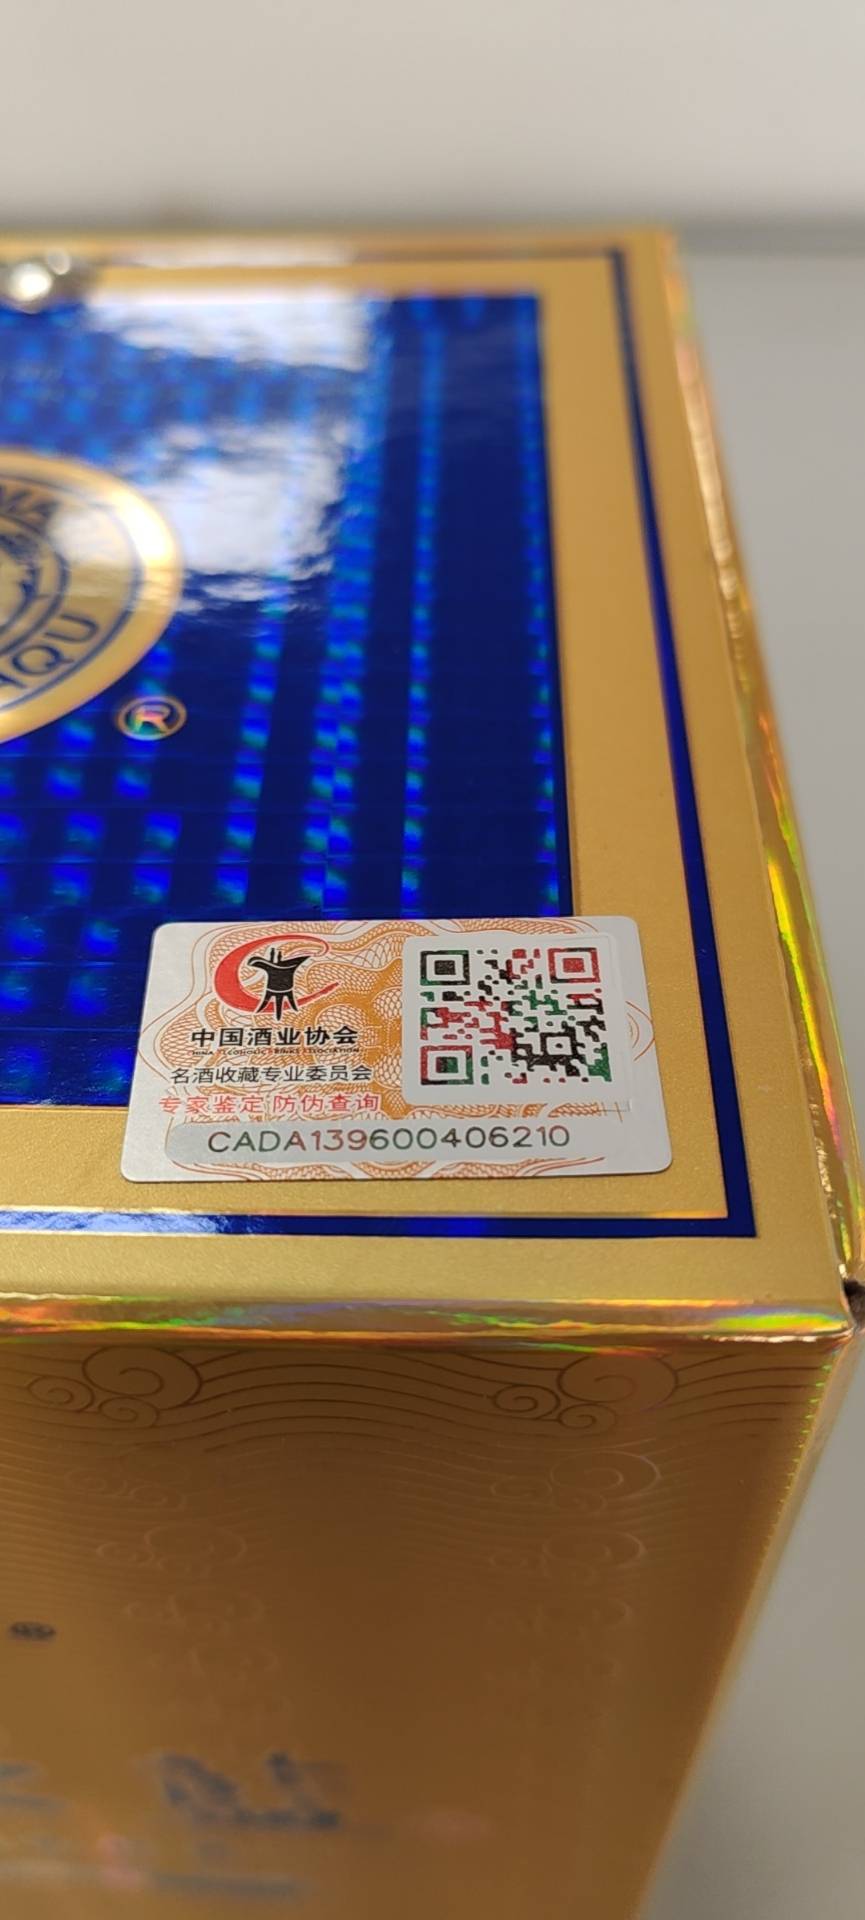 QU
®
中国酒业协会
名酒收藏专业委员会
专家鉴定 防伪查询
CADA139600406210